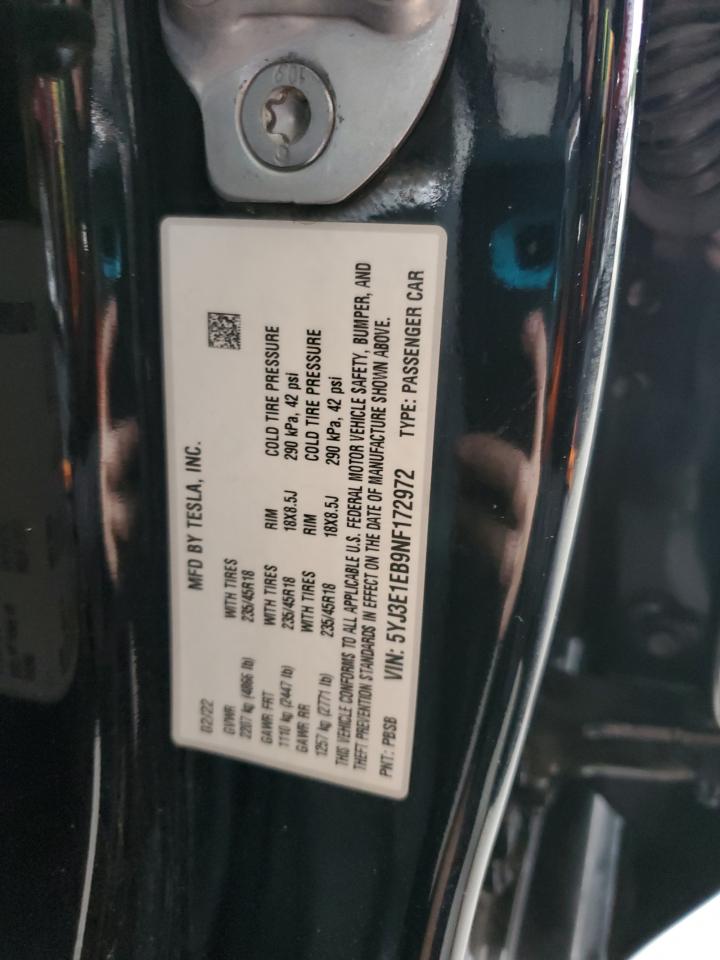 MFD BY TESLA, INC.
02/22
GVWR WITH TIRES RIM COLD TIRE PRESSURE
2207 kg (4866 lb) 235/45R18 18X8.5J 290 kPa, 42 psi
GAWR FRT WITH TIRES RIM COLD TIRE PRESSURE
1110 kg (2447 lb) 235/45R18 18X8.5J 290 kPa, 42 psi
GAWR RR WITH TIRES
1257 kg (2771 lb) 235/45R18
THIS VEHICLE CONFORMS TO ALL APPLICABLE U.S. FEDERAL MOTOR VEHICLE SAFETY, BUMPER, AND
THEFT PREVENTION STANDARDS IN EFFECT ON THE DATE OF MANUFACTURE SHOWN ABOVE.
PNT: PBSB VIN: 5YJ3E1EB9NF172972 TYPE: PASSENGER CAR